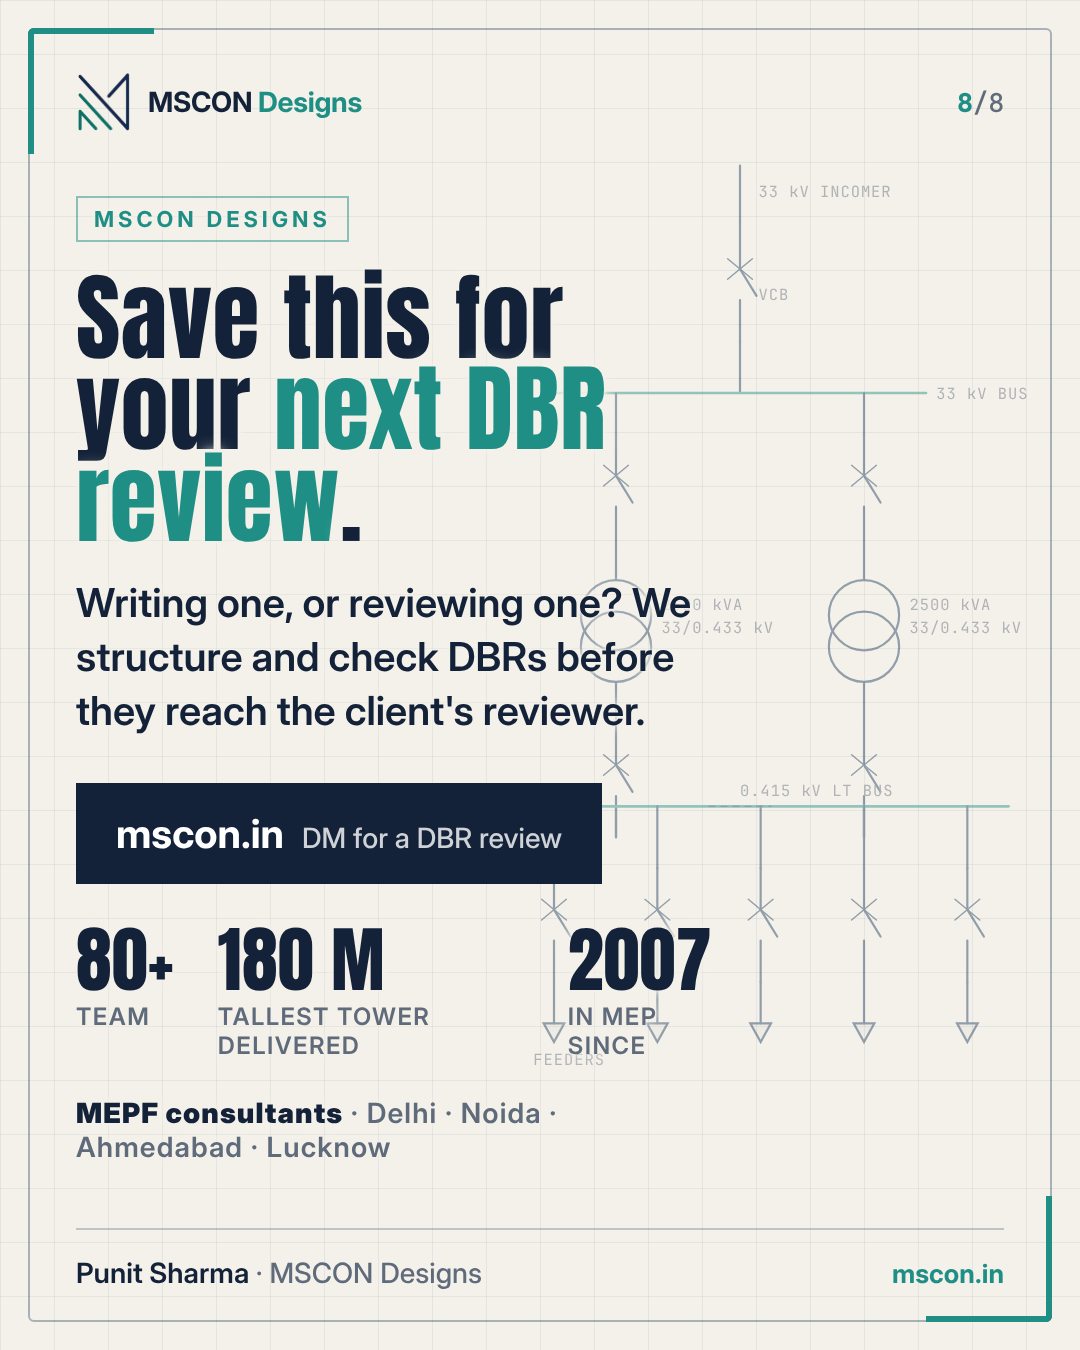 MSCON Designs
8/8
33 kV INCOMER
MSCON DESIGNS
VCB
Save this for
your next DBR
review.
33 kV BUS
Writing one, or reviewing one? We
structure and check DBRs before
they reach the client's reviewer.
0 kVA
33/0.433 kV
2500 kVA
33/0.433 kV
0.415 kV LT BUS
mscon.in DM for a DBR review
80+
TEAM
180 M
TALLEST TOWER
DELIVERED
2007
IN MEP
SINCE
FEEDERS
MEPF consultants · Delhi · Noida ·
Ahmedabad · Lucknow
Punit Sharma · MSCON Designs
mscon.in